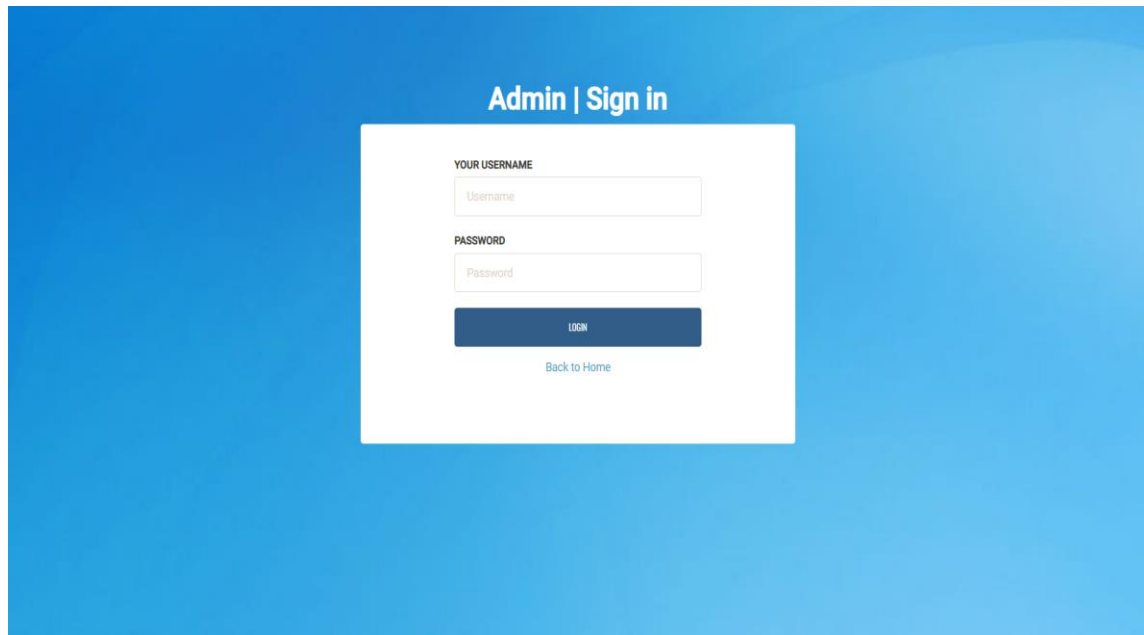 Admin | Sign in
YOUR USERNAME
Username
PASSWORD
Password
LOGIN
Back to Home